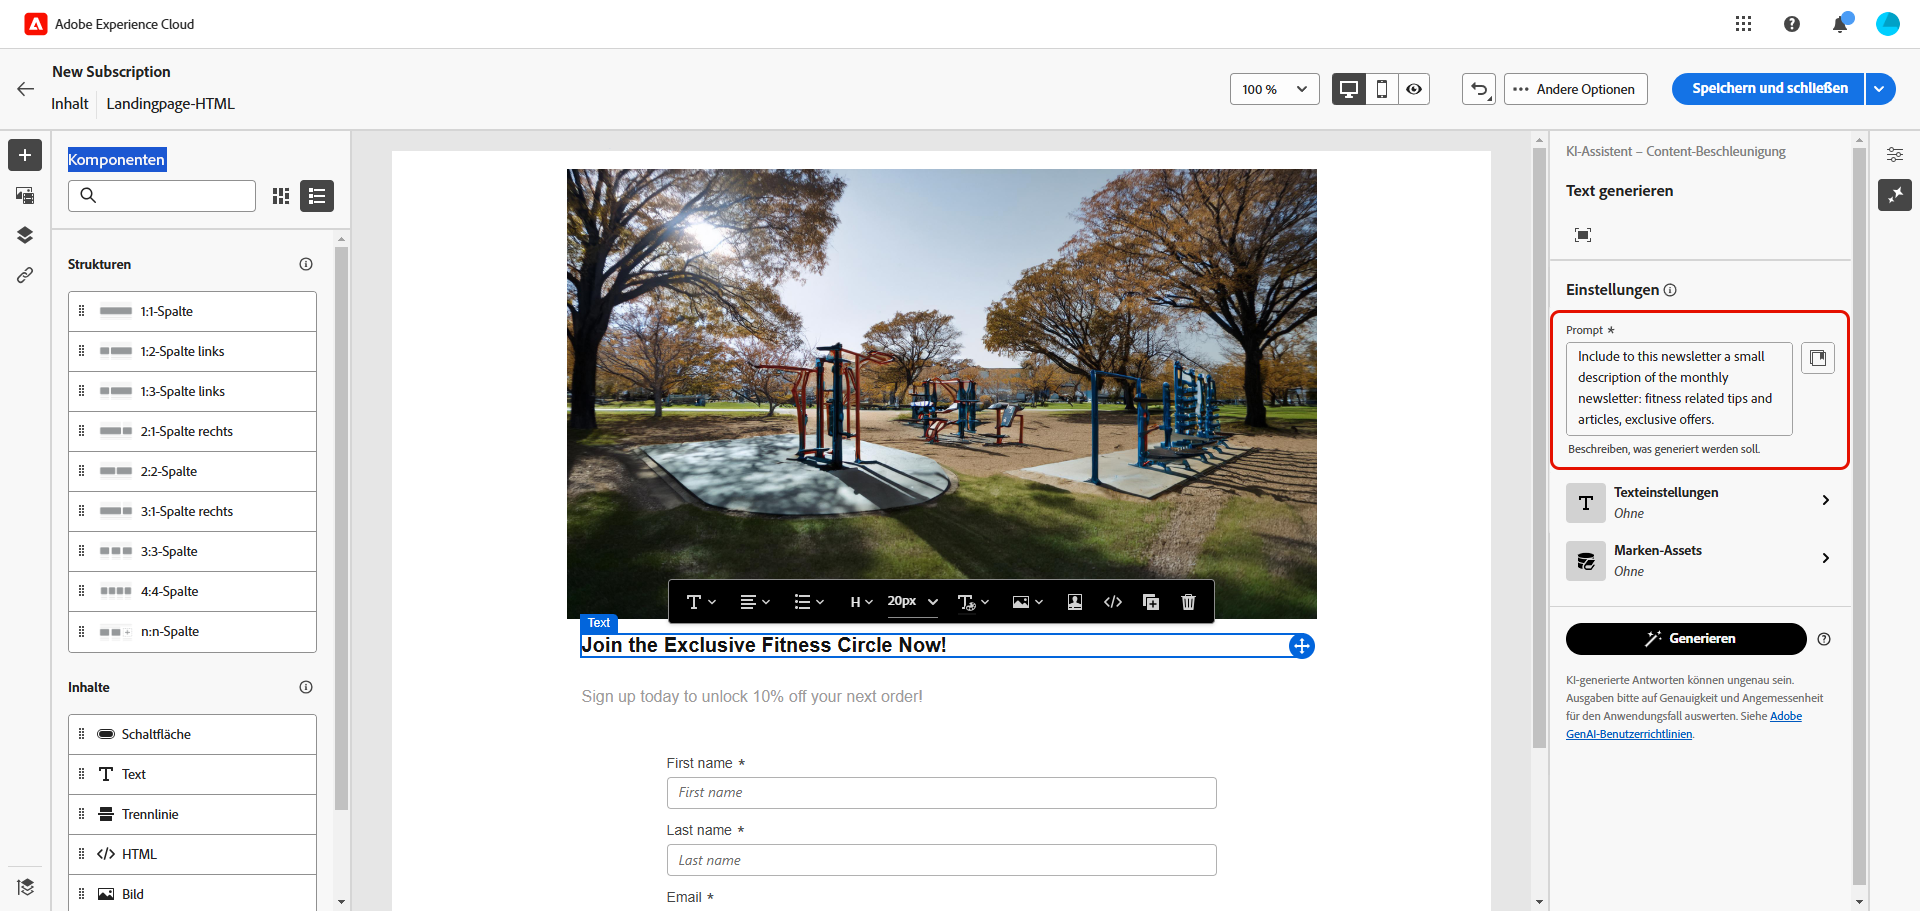 Adobe Experience Cloud
New Subscription
Inhalt
Landingpage-HTML
100 %
Andere Optionen
Speichern und schließen
Komponenten
Strukturen
1:1-Spalte
1:2-Spalte links
1:3-Spalte links
2:1-Spalte rechts
2:2-Spalte
3:1-Spalte rechts
3:3-Spalte
4:4-Spalte
n:n-Spalte
Inhalte
Schaltfläche
Text
Trennlinie
HTML
Bild
H
20px
Text
Join the Exclusive Fitness Circle Now!
Sign up today to unlock 10% off your next order!
First name *
First name
Last name *
Last name
Email *
KI-Assistent – Content-Beschleunigung
Text generieren
Einstellungen
Prompt *
Include to this newsletter a small
description of the monthly
newsletter: fitness related tips and
articles, exclusive offers.
Beschreiben, was generiert werden soll.
Texteinstellungen
Ohne
Marken-Assets
Ohne
Generieren
KI-generierte Antworten können ungenau sein.
Ausgaben bitte auf Genauigkeit und Angemessenheit
für den Anwendungsfall auswerten. Siehe Adobe
GenAI-Benutzerrichtlinien.